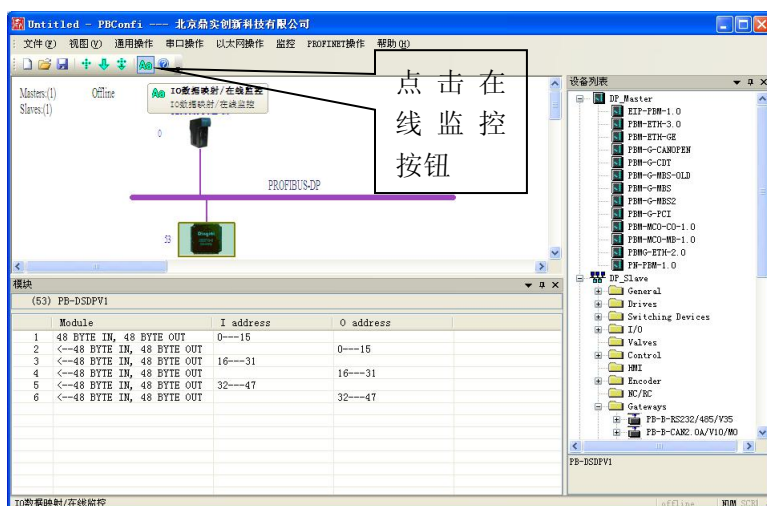 Untitled - PBConfi --- 北京鼎实创新科技有限公司
文件(F) 视图(V) 通用操作 串口操作 以太网操作 监控 PROFINET操作 帮助(H)
Masters:(1) Offline
Slaves:(1)
IO数据映射/在线监控
IO数据映射/在线监控
0
PROFIBUS-DP
53
点击在
线监控
按钮
模块
(53) PB-DSDPV1
Module I address O address
1 48 BYTE IN, 48 BYTE OUT 0---15
2 <--48 BYTE IN, 48 BYTE OUT 0---15
3 <--48 BYTE IN, 48 BYTE OUT 16---31
4 <--48 BYTE IN, 48 BYTE OUT 16---31
5 <--48 BYTE IN, 48 BYTE OUT 32---47
6 <--48 BYTE IN, 48 BYTE OUT 32---47
设备列表
DP_Master
EIP-PBM-1.0
PBM-ETH-3.0
PBM-ETH-GE
PBM-G-CANOPEN
PBM-G-CDT
PBM-G-MBS-OLD
PBM-G-MBS
PBM-G-MBS2
PBM-G-PCI
PBM-MCO-CO-1.0
PBM-MCO-MB-1.0
PBMG-ETH-2.0
PN-PBM-1.0
DP_Slave
General
Drives
Switching Devices
I/O
Valves
Control
HMI
Encoder
NC/RC
Gateways
PB-B-RS232/485/V35
PB-B-CAN2.0A/V10/MO
PB-DSDPV1
IO数据映射/在线监控
offline NUM SCRL